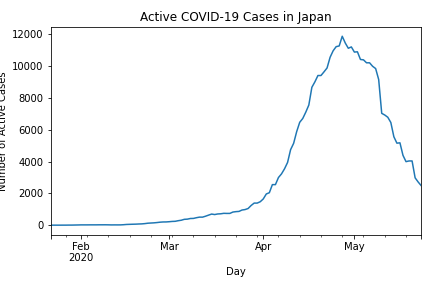 Active COVID-19 Cases in Japan
Number of Active Cases
12000
10000
8000
6000
4000
2000
0
Feb Mar Apr May
2020
Day